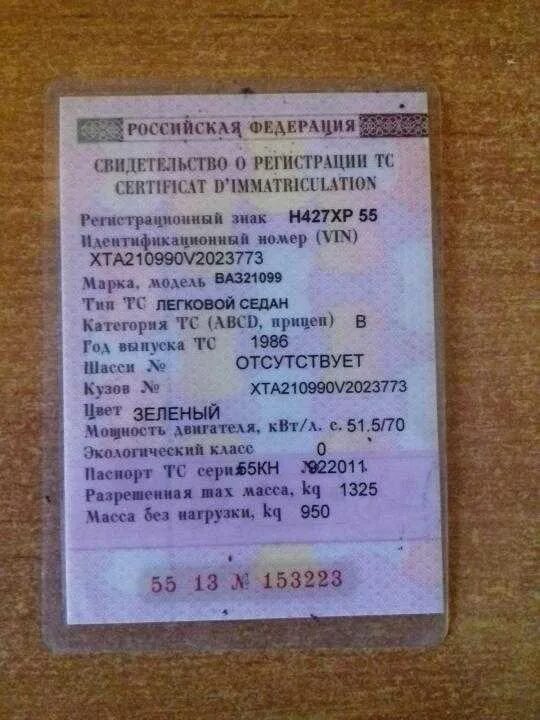 РОССИЙСКАЯ ФЕДЕРАЦИЯ
СВИДЕТЕЛЬСТВО О РЕГИСТРАЦИИ ТС
CERTIFICAT D'IMMATRICULATION
Регистрационный знак Н427ХР 55
Идентификационный номер (VIN)
XTA210990V2023773
Марка, модель ВАЗ21099
Тип ТС ЛЕГКОВОЙ СЕДАН
Категория ТС (ABCD, прицеп) B
Год выпуска ТС 1986
Шасси № ОТСУТСТВУЕТ
Кузов № XTA210990V2023773
Цвет ЗЕЛЕНЫЙ
Мощность двигателя, кВт/л. с. 51.5/70
Экологический класс 0
Паспорт ТС серия 55КН № 922011
Разрешенная max масса, kg 1325
Масса без нагрузки, kg 950
55 13 № 153223